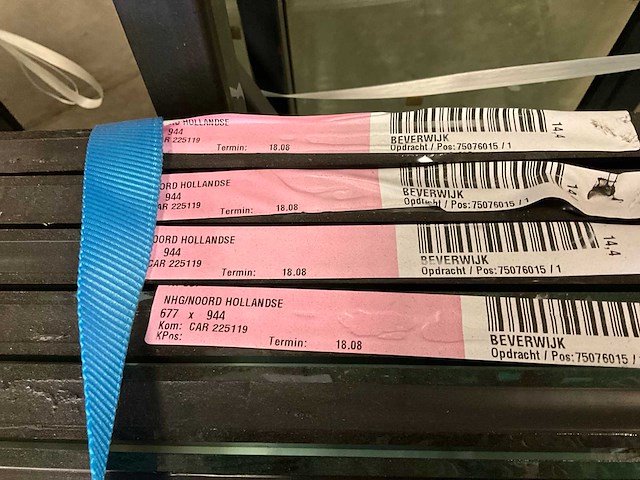 HOLLANDSE
944
CAR 225119
Termin: 18.08
BEVERWIJK
Opdracht / Pos:75076015 / 1
14.4
NOORD HOLLANDSE
944
CAR 225119
Termin: 18.08
BEVERWIJK
Opdracht / Pos:75076015 / 1
NOORD HOLLANDSE
944
CAR 225119
Termin: 18.08
BEVERWIJK
Opdracht / Pos:75076015 / 1
14.4
NHG/NOORD HOLLANDSE
677 x 944
Kom: CAR 225119
KPos:
Termin: 18.08
BEVERWIJK
Opdracht / Pos:75076015 / 1